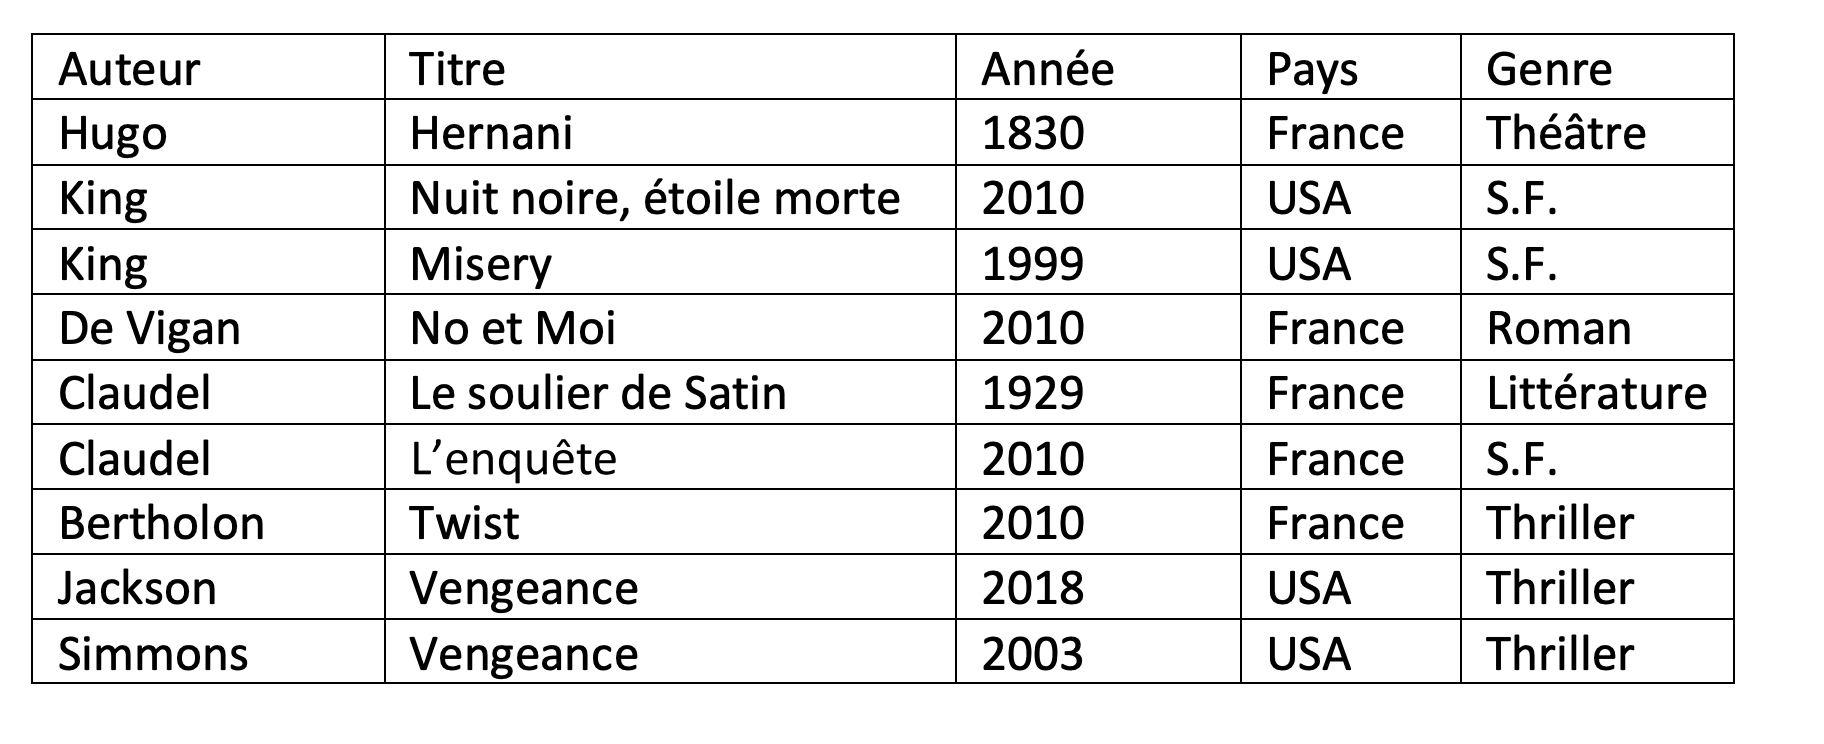 Auteur Titre Année Pays Genre
Hugo Hernani 1830 France Théâtre
King Nuit noire, étoile morte 2010 USA S.F.
King Misery 1999 USA S.F.
De Vigan No et Moi 2010 France Roman
Claudel Le soulier de Satin 1929 France Littérature
Claudel L’enquête 2010 France S.F.
Bertholon Twist 2010 France Thriller
Jackson Vengeance 2018 USA Thriller
Simmons Vengeance 2003 USA Thriller